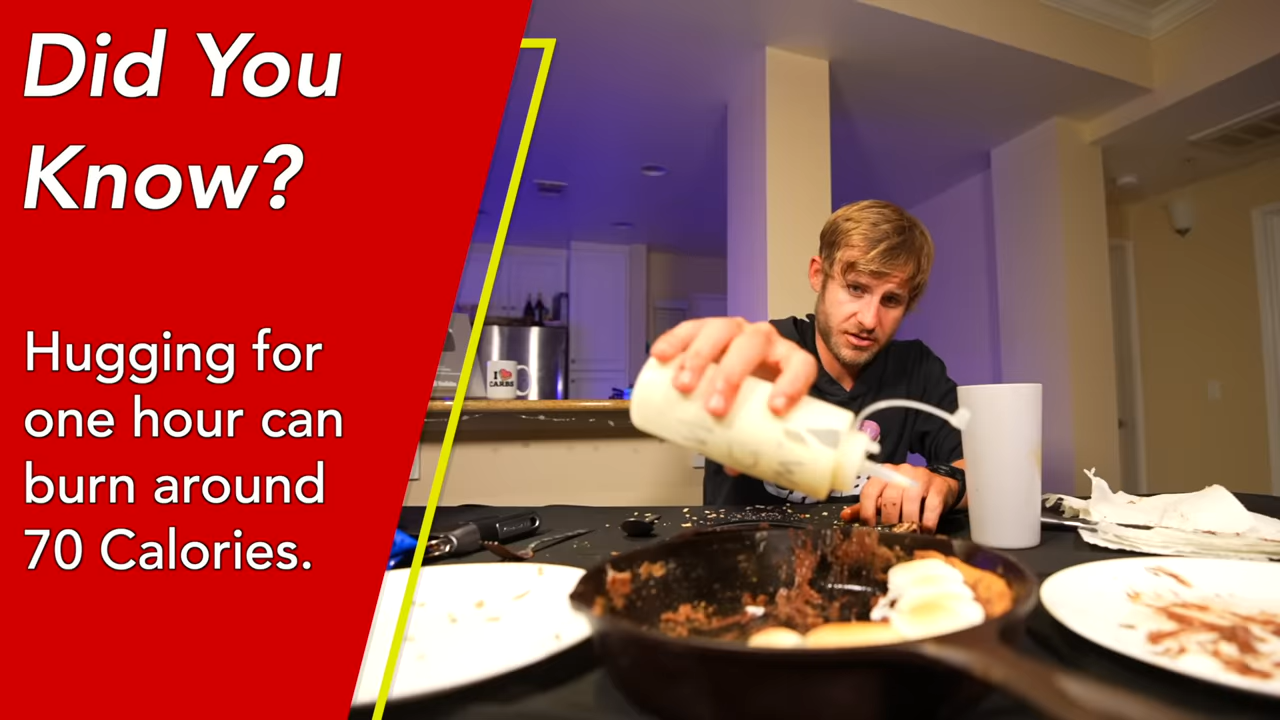 Did You
Know?
Hugging for
one hour can
burn around
70 Calories.
I
CARBS